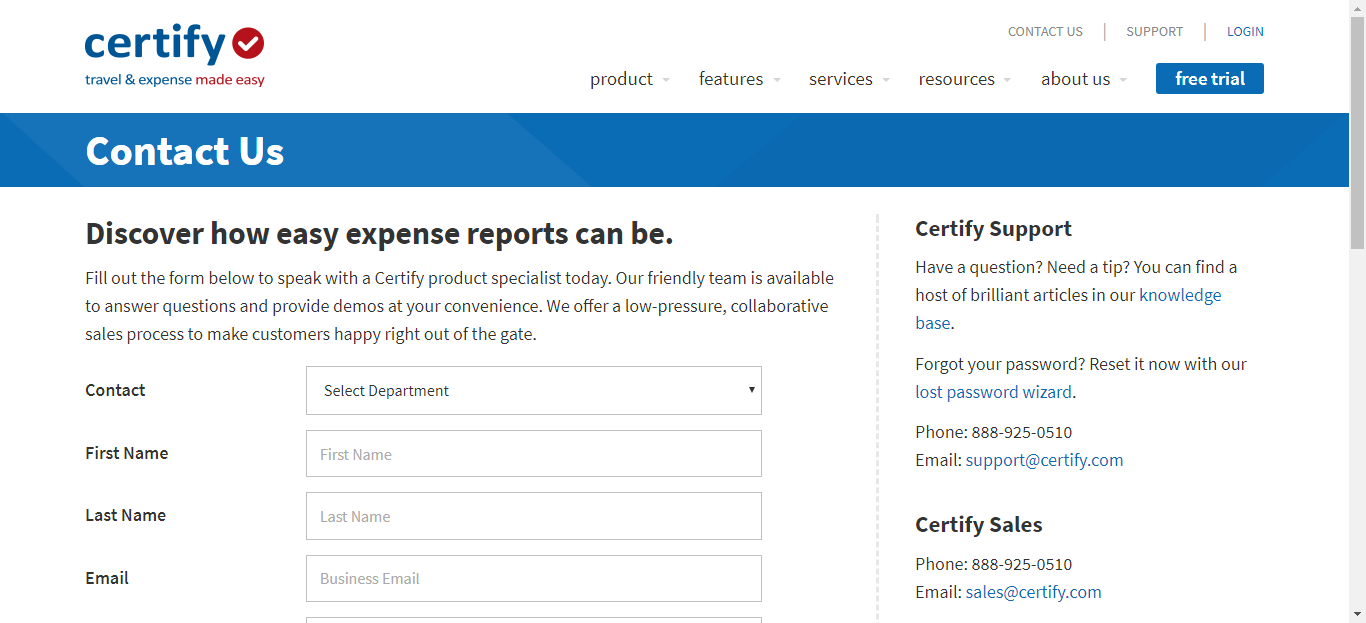 certify
travel & expense made easy
CONTACT US
SUPPORT
LOGIN
product
features
services
resources
about us
free trial
Contact Us
Discover how easy expense reports can be.
Fill out the form below to speak with a Certify product specialist today. Our friendly team is available
to answer questions and provide demos at your convenience. We offer a low-pressure, collaborative
sales process to make customers happy right out of the gate.
Contact
Select Department
First Name
First Name
Last Name
Last Name
Email
Business Email
Certify Support
Have a question? Need a tip? You can find a
host of brilliant articles in our knowledge
base.
Forgot your password? Reset it now with our
lost password wizard.
Phone: 888-925-0510
Email: support@certify.com
Certify Sales
Phone: 888-925-0510
Email: sales@certify.com